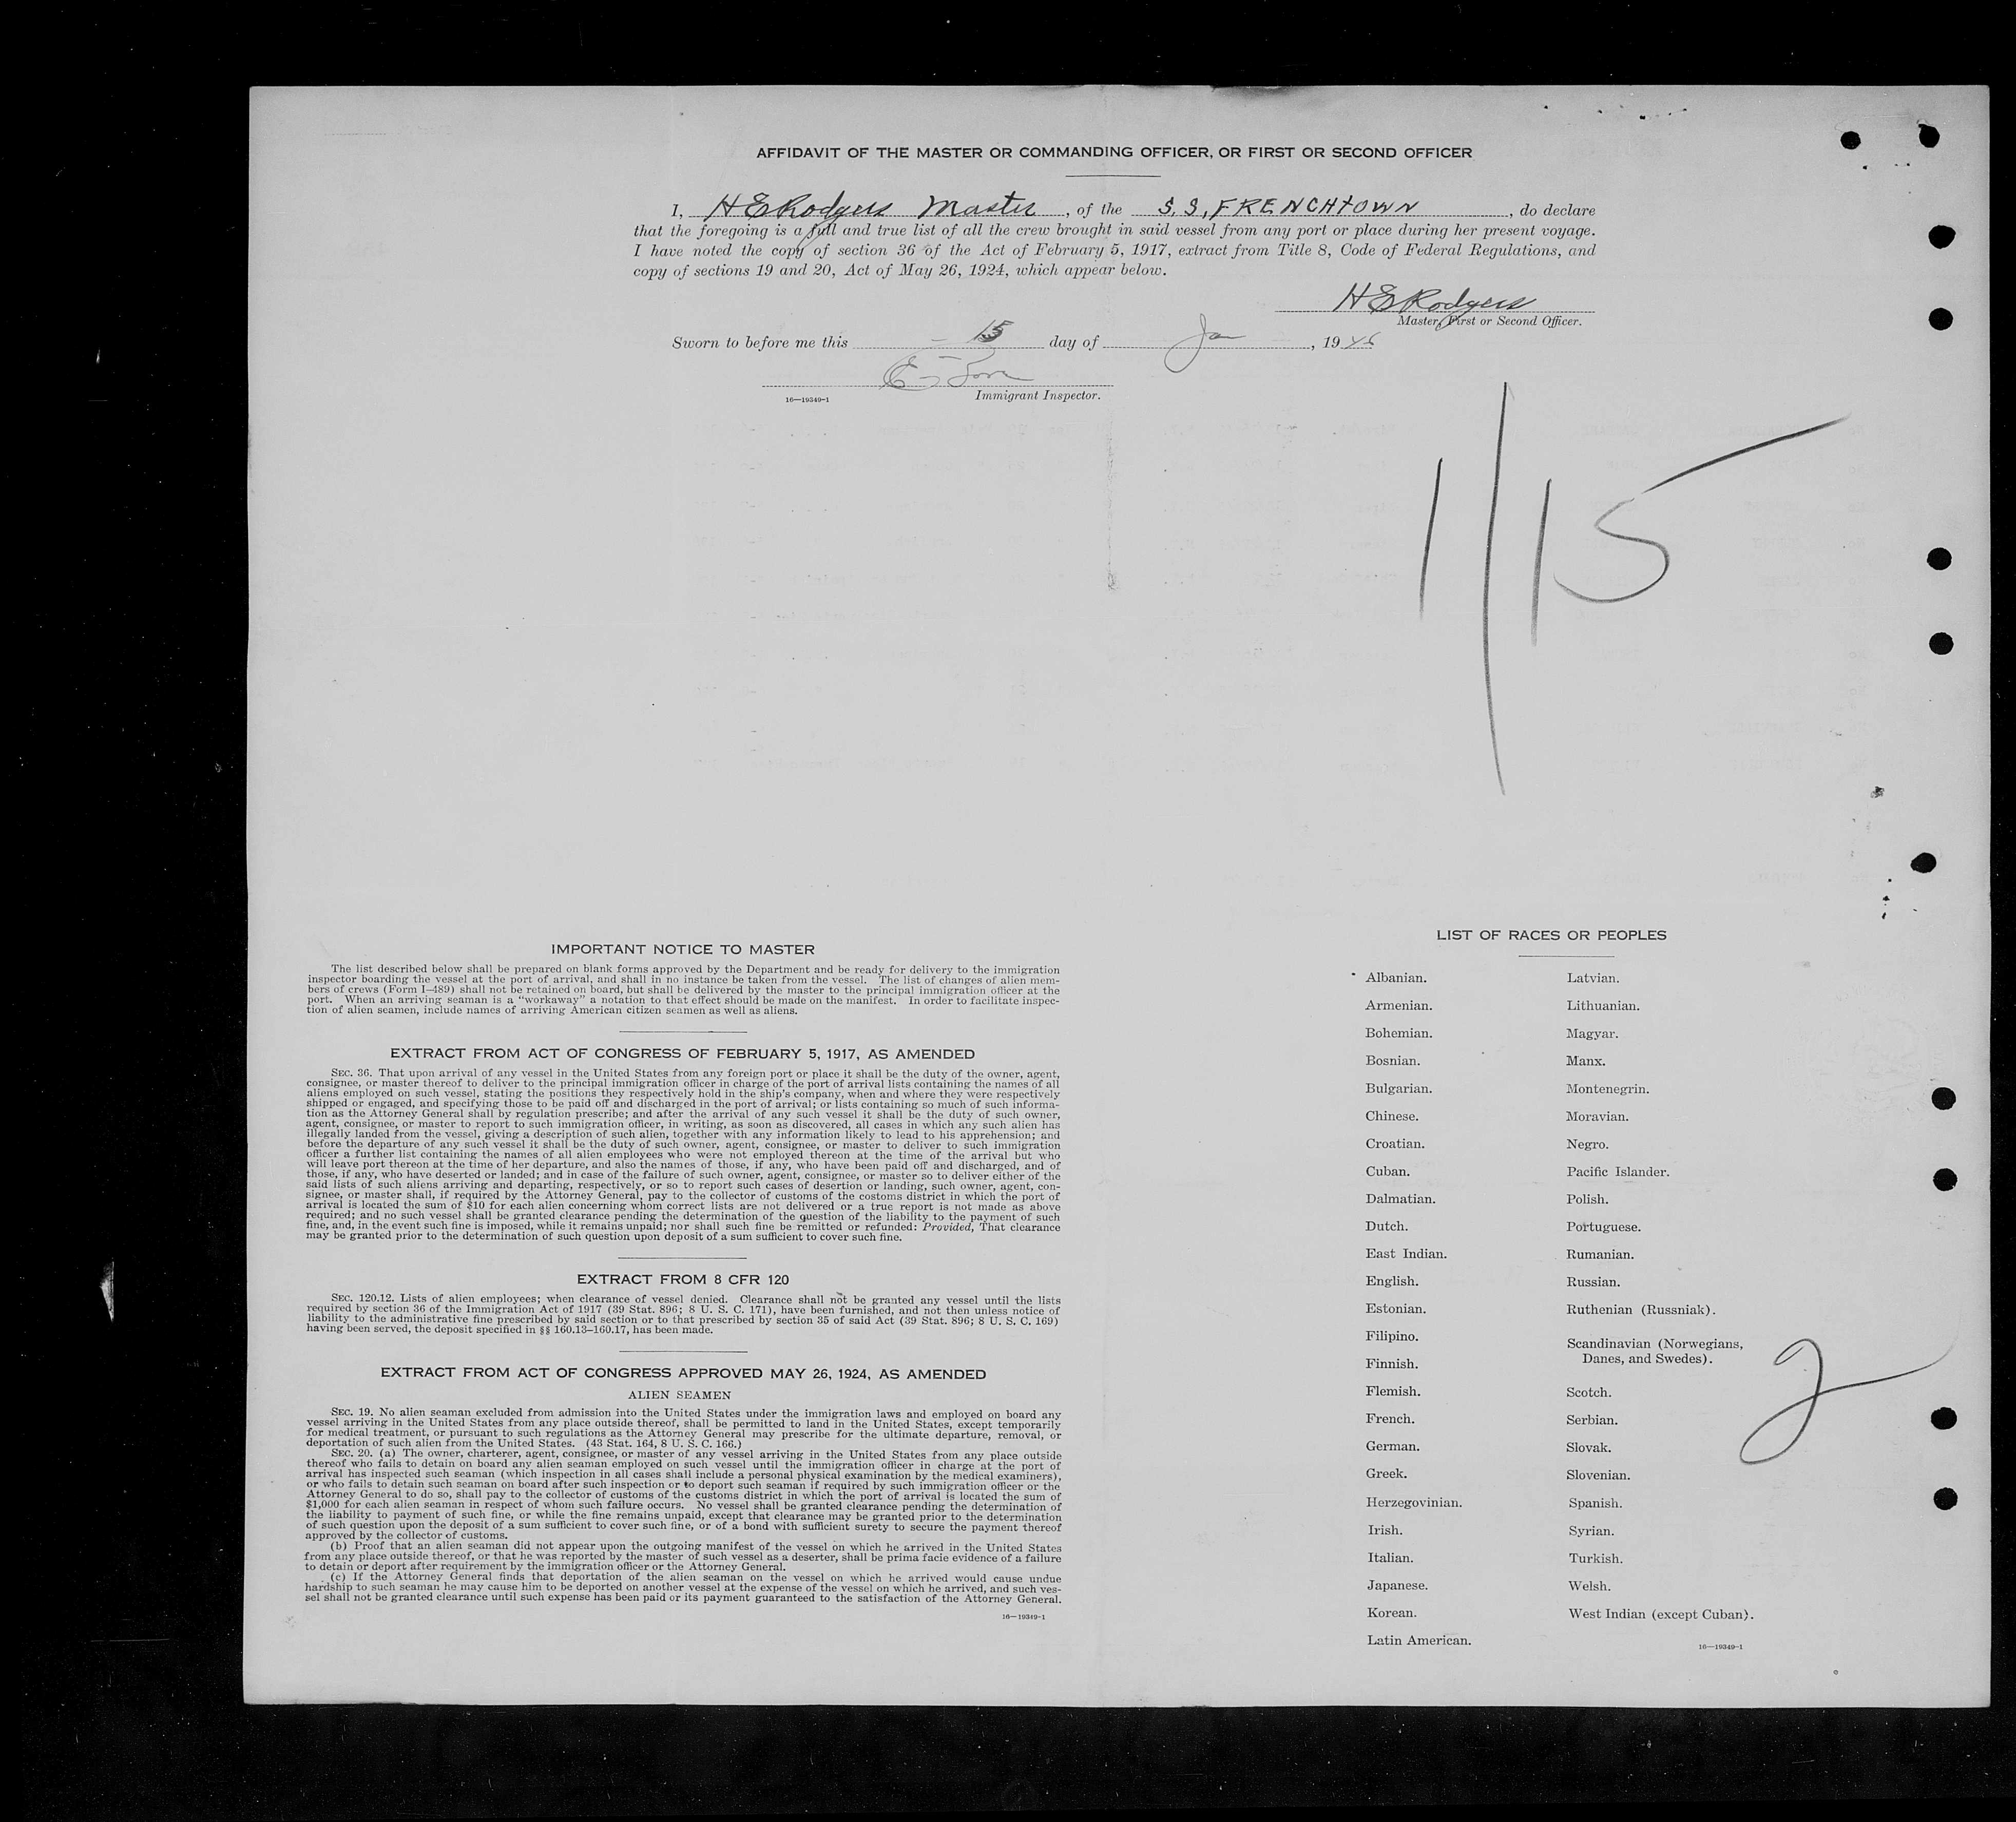 AFFIDAVIT OF THE MASTER OR COMMANDING OFFICER, OR FIRST OR SECOND OFFICER
I, H E Rodgers Master, of the S. S, FRENCHTOWN, do declare
that the foregoing is a full and true list of all the crew brought in said vessel from any port or place during her present voyage.
I have noted the copy of section 36 of the Act of February 5, 1917, extract from Title 8, Code of Federal Regulations, and
copy of sections 19 and 20, Act of May 26, 1924, which appear below.
H E Rodgers
Master, First or Second Officer.
Sworn to before me this 15 day of Jan, 1946
16—19349-1
Immigrant Inspector.
1/15
IMPORTANT NOTICE TO MASTER
The list described below shall be prepared on blank forms approved by the Department and be ready for delivery to the immigration
inspector boarding the vessel at the port of arrival, and shall in no instance be taken from the vessel. The list of changes of alien mem-
bers of crews (Form I-489) shall not be retained on board, but shall be delivered by the master to the principal immigration officer at the
port. When an arriving seaman is a "workaway" a notation to that effect should be made on the manifest. In order to facilitate inspec-
tion of alien seamen, include names of arriving American citizen seamen as well as aliens.
EXTRACT FROM ACT OF CONGRESS OF FEBRUARY 5, 1917, AS AMENDED
SEC. 36. That upon arrival of any vessel in the United States from any foreign port or place it shall be the duty of the owner, agent,
consignee, or master thereof to deliver to the principal immigration officer in charge of the port of arrival lists containing the names of all
aliens employed on such vessel, stating the positions they respectively hold in the ship's company, when and where they were respectively
shipped or engaged, and specifying those to be paid off and discharged in the port of arrival; or lists containing so much of such informa-
tion as the Attorney General shall by regulation prescribe; and after the arrival of any such vessel it shall be the duty of such owner,
agent, consignee, or master to report to such immigration officer, in writing, as soon as discovered, all cases in which any such alien has
illegally landed from the vessel, giving a description of such alien, together with any information likely to lead to his apprehension; and
before the departure of any such vessel it shall be the duty of such owner, agent, consignee, or master to deliver to such immigration
officer a further list containing the names of all alien employees who were not employed thereon at the time of the arrival but who
will leave port thereon at the time of her departure, and also the names of those, if any, who have been paid off and discharged, and of
those, if any, who have deserted or landed; and in case of the failure of such owner, agent, consignee, or master so to deliver either of the
said lists of such aliens arriving and departing, respectively, or so to report such cases of desertion or landing, such owner, agent, con-
signee, or master shall, if required by the Attorney General, pay to the collector of customs of the costoms district in which the port of
arrival is located the sum of $10 for each alien concerning whom correct lists are not delivered or a true report is not made as above
required; and no such vessel shall be granted clearance pending the determination of the question of the liability to the payment of such
fine, and, in the event such fine is imposed, while it remains unpaid; nor shall such fine be remitted or refunded: Provided, That clearance
may be granted prior to the determination of such question upon deposit of a sum sufficient to cover such fine.
EXTRACT FROM 8 CFR 120
SEC. 120.12. Lists of alien employees; when clearance of vessel denied. Clearance shall not be granted any vessel until the lists
required by section 36 of the Immigration Act of 1917 (39 Stat. 896; 8 U. S. C. 171), have been furnished, and not then unless notice of
liability to the administrative fine prescribed by said section or to that prescribed by section 35 of said Act (39 Stat. 896; 8 U. S. C. 169)
having been served, the deposit specified in §§ 160.13-160.17, has been made.
EXTRACT FROM ACT OF CONGRESS APPROVED MAY 26, 1924, AS AMENDED
ALIEN SEAMEN
SEC. 19. No alien seaman excluded from admission into the United States under the immigration laws and employed on board any
vessel arriving in the United States from any place outside thereof, shall be permitted to land in the United States, except temporarily
for medical treatment, or pursuant to such regulations as the Attorney General may prescribe for the ultimate departure, removal, or
deportation of such alien from the United States. (43 Stat. 164, 8 U. S. C. 166.)
SEC. 20. (a) The owner, charterer, agent, consignee, or master of any vessel arriving in the United States from any place outside
thereof who fails to detain on board any alien seaman employed on such vessel until the immigration officer in charge at the port of
arrival has inspected such seaman (which inspection in all cases shall include a personal physical examination by the medical examiners),
or who fails to detain such seaman on board after such inspection or to deport such seaman if required by such immigration officer or the
Attorney General to do so, shall pay to the collector of customs of the customs district in which the port of arrival is located the sum of
$1,000 for each alien seaman in respect of whom such failure occurs. No vessel shall be granted clearance pending the determination of
the liability to payment of such fine, or while the fine remains unpaid, except that clearance may be granted prior to the determination
of such question upon the deposit of a sum sufficient to cover such fine, or of a bond with sufficient surety to secure the payment thereof
approved by the collector of customs.
(b) Proof that an alien seaman did not appear upon the outgoing manifest of the vessel on which he arrived in the United States
from any place outside thereof, or that he was reported by the master of such vessel as a deserter, shall be prima facie evidence of a failure
to detain or deport after requirement by the immigration officer or the Attorney General.
(c) If the Attorney General finds that deportation of the alien seaman on the vessel on which he arrived would cause undue
hardship to such seaman he may cause him to be deported on another vessel at the expense of the vessel on which he arrived, and such ves-
sel shall not be granted clearance until such expense has been paid or its payment guaranteed to the satisfaction of the Attorney General.
16—19349-1
LIST OF RACES OR PEOPLES
Albanian.
Armenian.
Bohemian.
Bosnian.
Bulgarian.
Chinese.
Croatian.
Cuban.
Dalmatian.
Dutch.
East Indian.
English.
Estonian.
Filipino.
Finnish.
Flemish.
French.
German.
Greek.
Herzegovinian.
Irish.
Italian.
Japanese.
Korean.
Latin American.
Latvian.
Lithuanian.
Magyar.
Manx.
Montenegrin.
Moravian.
Negro.
Pacific Islander.
Polish.
Portuguese.
Rumanian.
Russian.
Ruthenian (Russniak).
Scandinavian (Norwegians,
Danes, and Swedes).
Scotch.
Serbian.
Slovak.
Slovenian.
Spanish.
Syrian.
Turkish.
Welsh.
West Indian (except Cuban).
16—19349-1
2